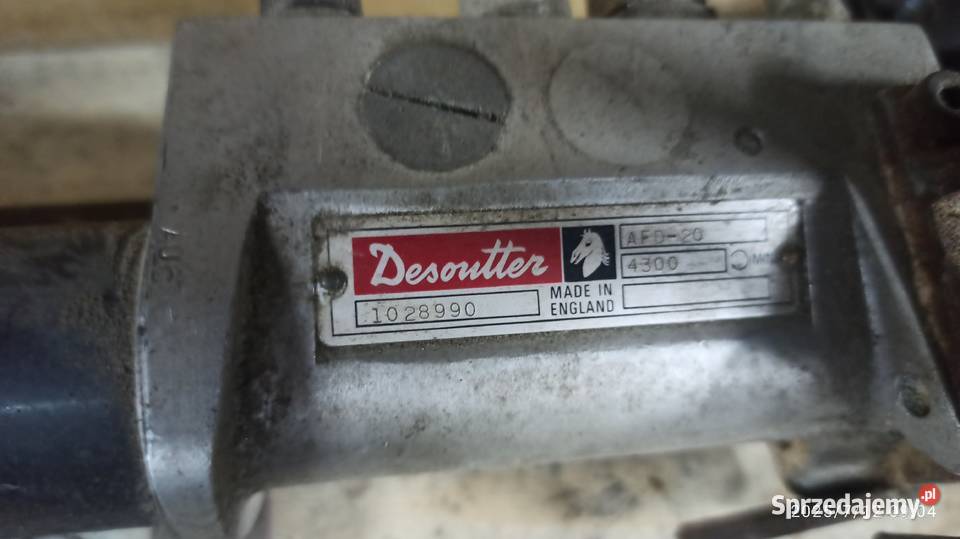 Desoutter
1028990
MADE IN
ENGLAND
AFD-20
4300
Sprzedajemy.pl